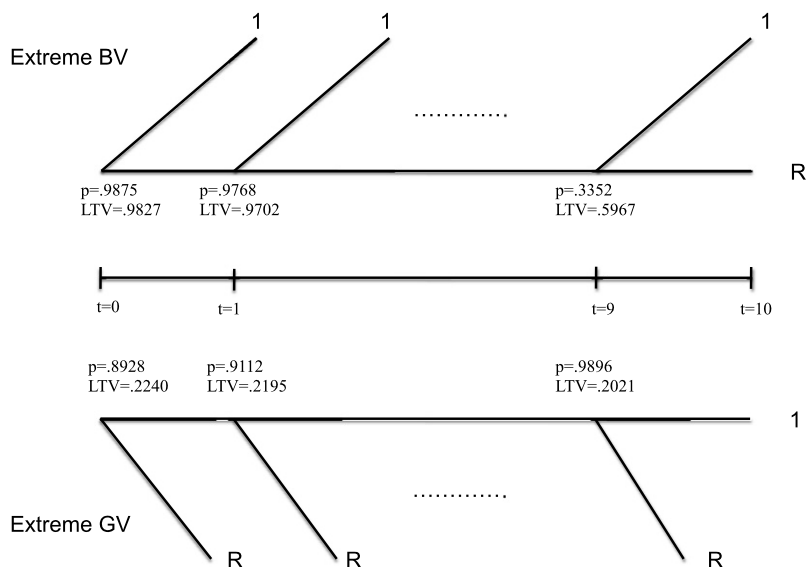 1 1 1
Extreme BV
R
p=.9875 p=.9768 p=.3352
LTV=.9827 LTV=.9702 LTV=.5967
t=0 t=1 t=9 t=10
p=.8928 p=.9112 p=.9896
LTV=.2240 LTV=.2195 LTV=.2021
1
Extreme GV
R R R